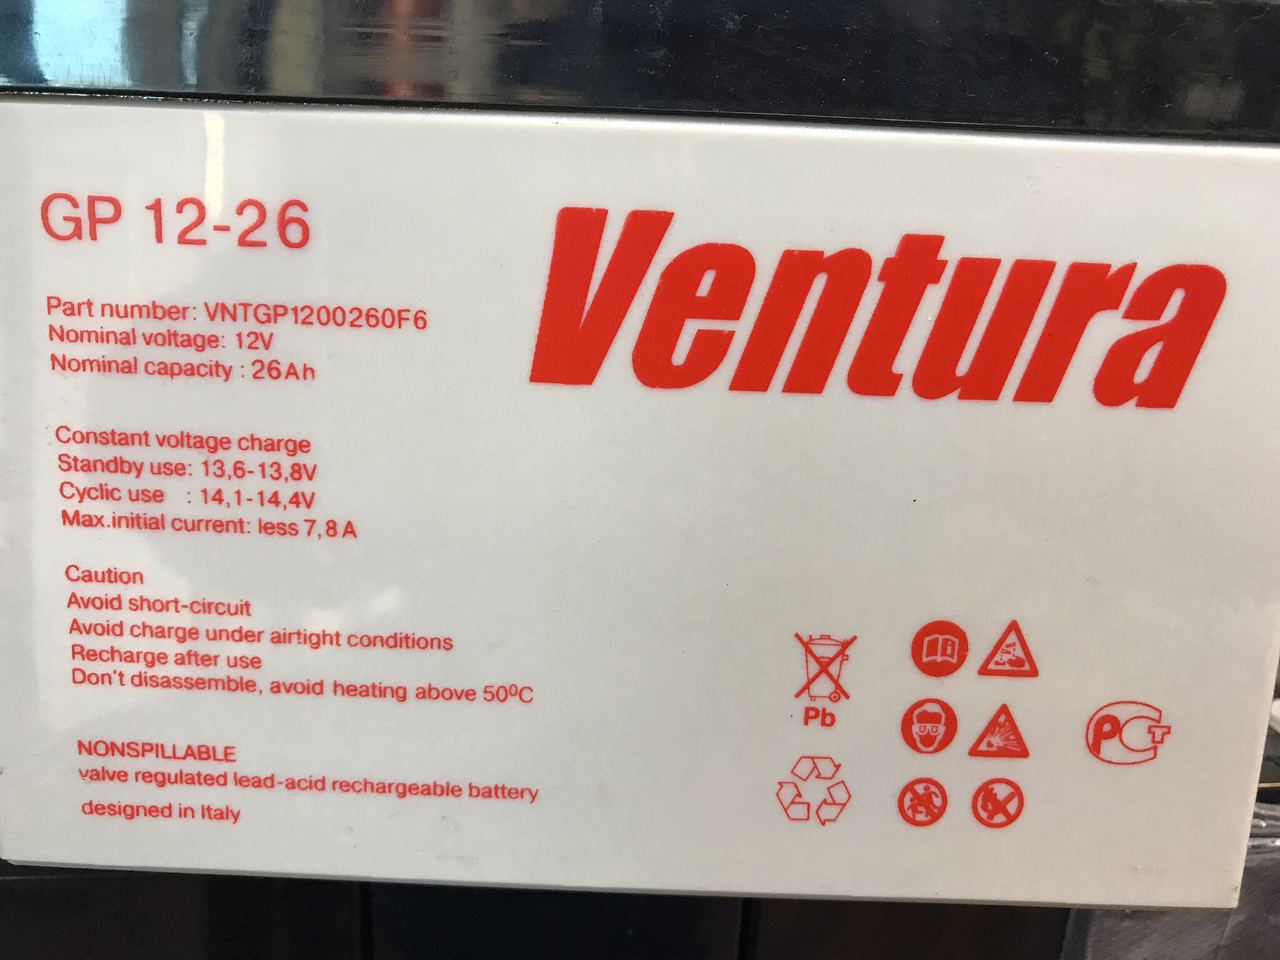 GP 12-26
Ventura
Part number: VNTGP1200260F6
Nominal voltage: 12V
Nominal capacity : 26Ah
Constant voltage charge
Standby use: 13,6-13,8V
Cyclic use : 14,1-14,4V
Max.initial current: less 7,8 A
Caution
Avoid short-circuit
Avoid charge under airtight conditions
Recharge after use
Don't disassemble, avoid heating above 50ºC
Pb
РСТ
NONSPILLABLE
valve regulated lead-acid rechargeable battery
designed in Italy